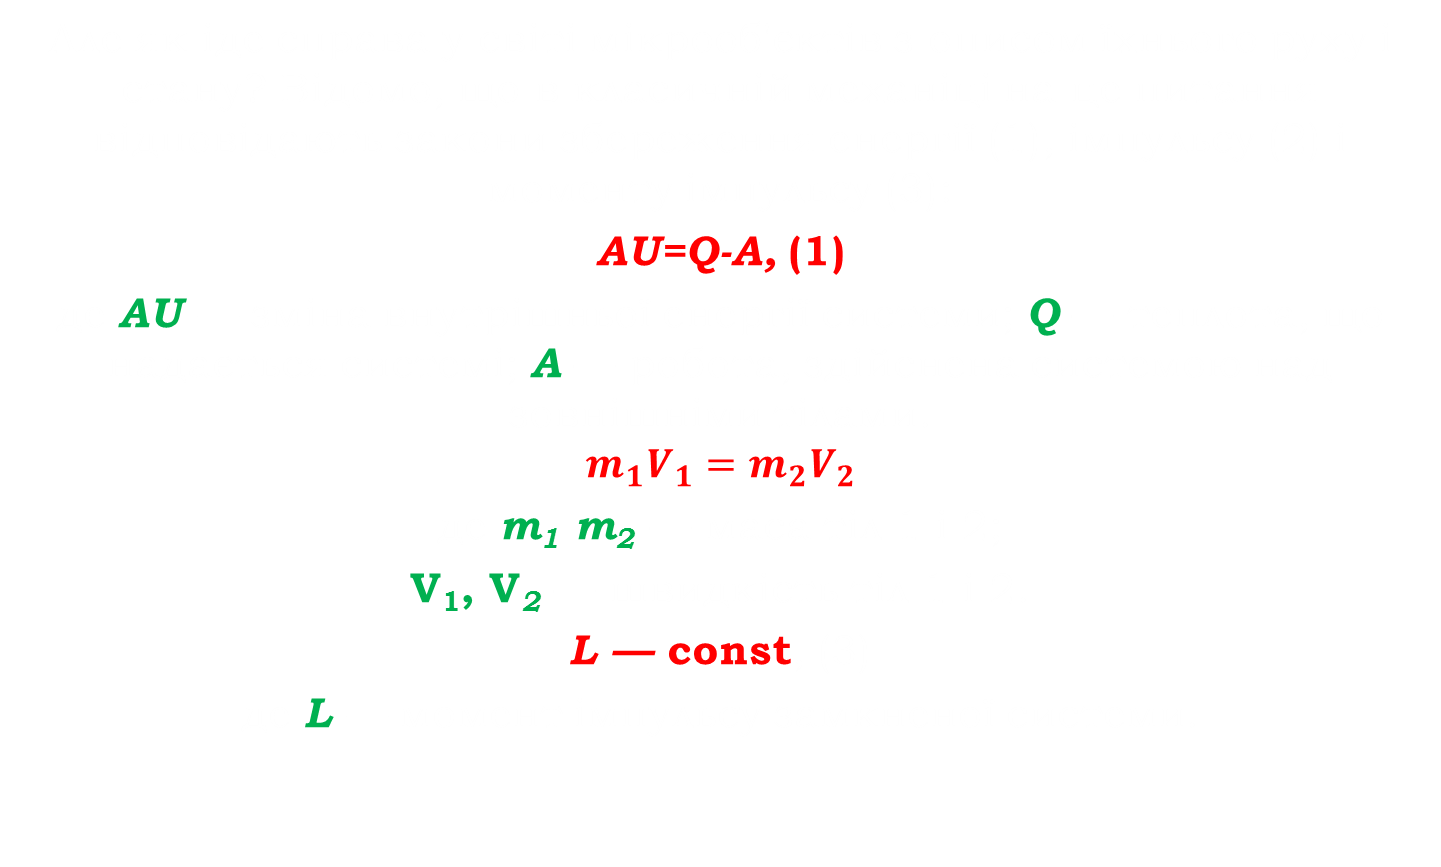 AU=Q-A, (1)
AU Q
A
m₁V₁ = m₂V₂
m₁ m₂
V₁, V₂
L — const
L